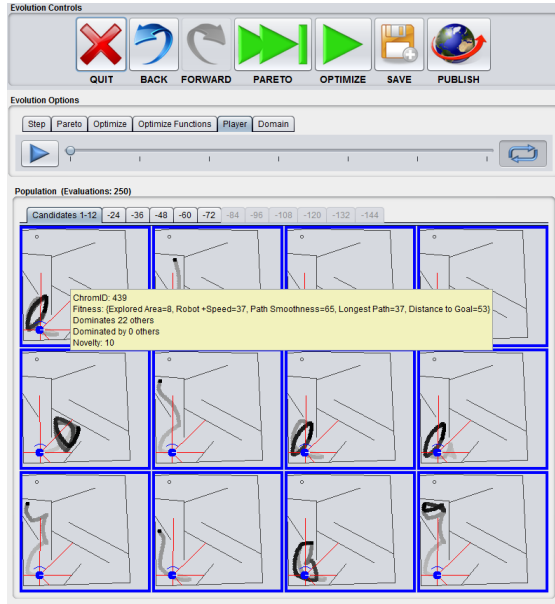 Evolution Controls
QUIT BACK FORWARD PARETO OPTIMIZE SAVE PUBLISH
Evolution Options
Step Pareto Optimize Optimize Functions Player Domain
Population (Evaluations: 250)
Candidates 1-12 -24 -36 -48 -60 -72 -84 -96 -108 -120 -132 -144
ChromID: 439
Fitness: {Explored Area=8, Robot +Speed=37, Path Smoothness=65, Longest Path=37, Distance to Goal=53}
Dominates 22 others
Dominated by 0 others
Novelty: 10